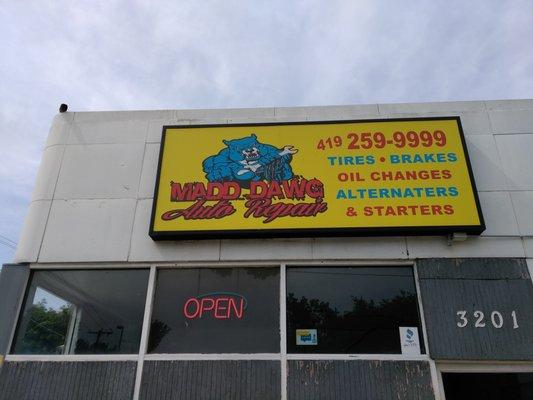 MADD DAWG
Auto Repair
419 259-9999
TIRES • BRAKES
OIL CHANGES
ALTERNATERS
& STARTERS
OPEN
3201